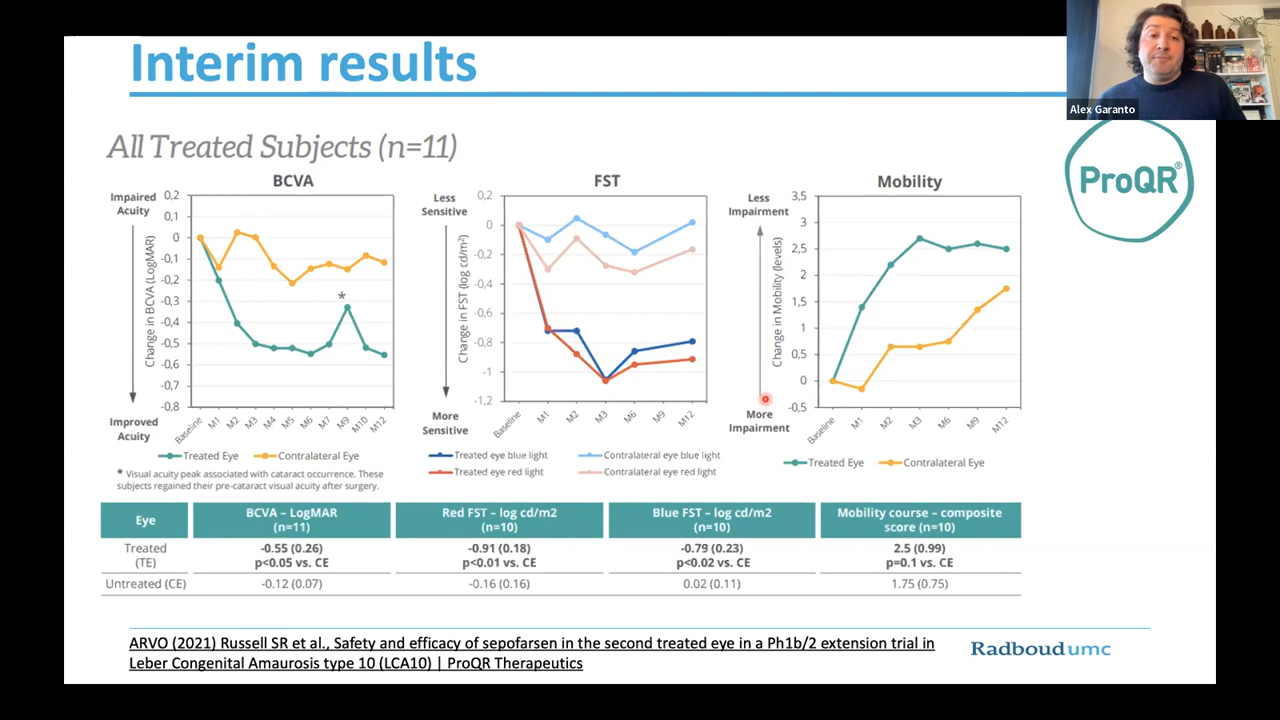 Interim results
Alex Garanto
All Treated Subjects (n=11)
ProQR®
BCVA
Impaired
Acuity
Improved
Acuity
Change in BCVA (LogMAR)
0,2
0,1
0
-0,1
-0,2
-0,3
-0,4
-0,5
-0,6
-0,7
-0,8
*
Baseline
M1
M2
M3
M4
M5
M6
M7
M9
M10
M12
Treated Eye
Contralateral Eye
* Visual acuity peak associated with cataract occurrence. These
subjects regained their pre-cataract visual acuity after surgery.
FST
Less
Sensitive
More
Sensitive
Change in FST (log cd/m²)
0,2
0
-0,2
-0,4
-0,6
-0,8
-1
-1,2
Baseline
M1
M2
M3
M6
M9
M12
Treated eye blue light
Contralateral eye blue light
Treated eye red light
Contralateral eye red light
Mobility
Less
Impairment
More
Impairment
Change in Mobility (levels)
3,5
3
2,5
2
1,5
1
0,5
0
-0,5
Baseline
M1
M2
M3
M6
M9
M12
Treated Eye
Contralateral Eye
Eye
BCVA – LogMAR
(n=11)
Red FST – log cd/m2
(n=10)
Blue FST – log cd/m2
(n=10)
Mobility course – composite
score (n=10)
Treated
(TE)
-0.55 (0.26)
p<0.05 vs. CE
-0.91 (0.18)
p<0.01 vs. CE
-0.79 (0.23)
p<0.02 vs. CE
2.5 (0.99)
p=0.1 vs. CE
Untreated (CE)
-0.12 (0.07)
-0.16 (0.16)
0.02 (0.11)
1.75 (0.75)
ARVO (2021) Russell SR et al., Safety and efficacy of sepofarsen in the second treated eye in a Ph1b/2 extension trial in
Leber Congenital Amaurosis type 10 (LCA10) | ProQR Therapeutics
Radboudumc